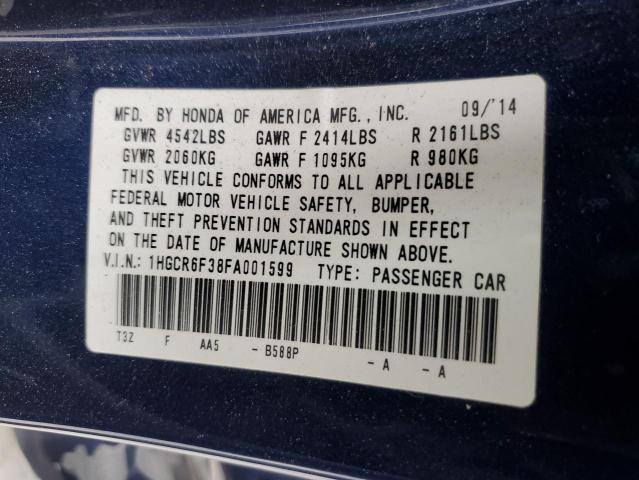 MFD. BY HONDA OF AMERICA MFG., INC. 09/'14
GVWR 4542LBS GAWR F 2414LBS R 2161LBS
GVWR 2060KG GAWR F 1095KG R 980KG
THIS VEHICLE CONFORMS TO ALL APPLICABLE
FEDERAL MOTOR VEHICLE SAFETY, BUMPER,
AND THEFT PREVENTION STANDARDS IN EFFECT
ON THE DATE OF MANUFACTURE SHOWN ABOVE.
V.I.N.: 1HGCR6F38FA001599 TYPE: PASSENGER CAR
T3Z F AA5 - B588P - A - A